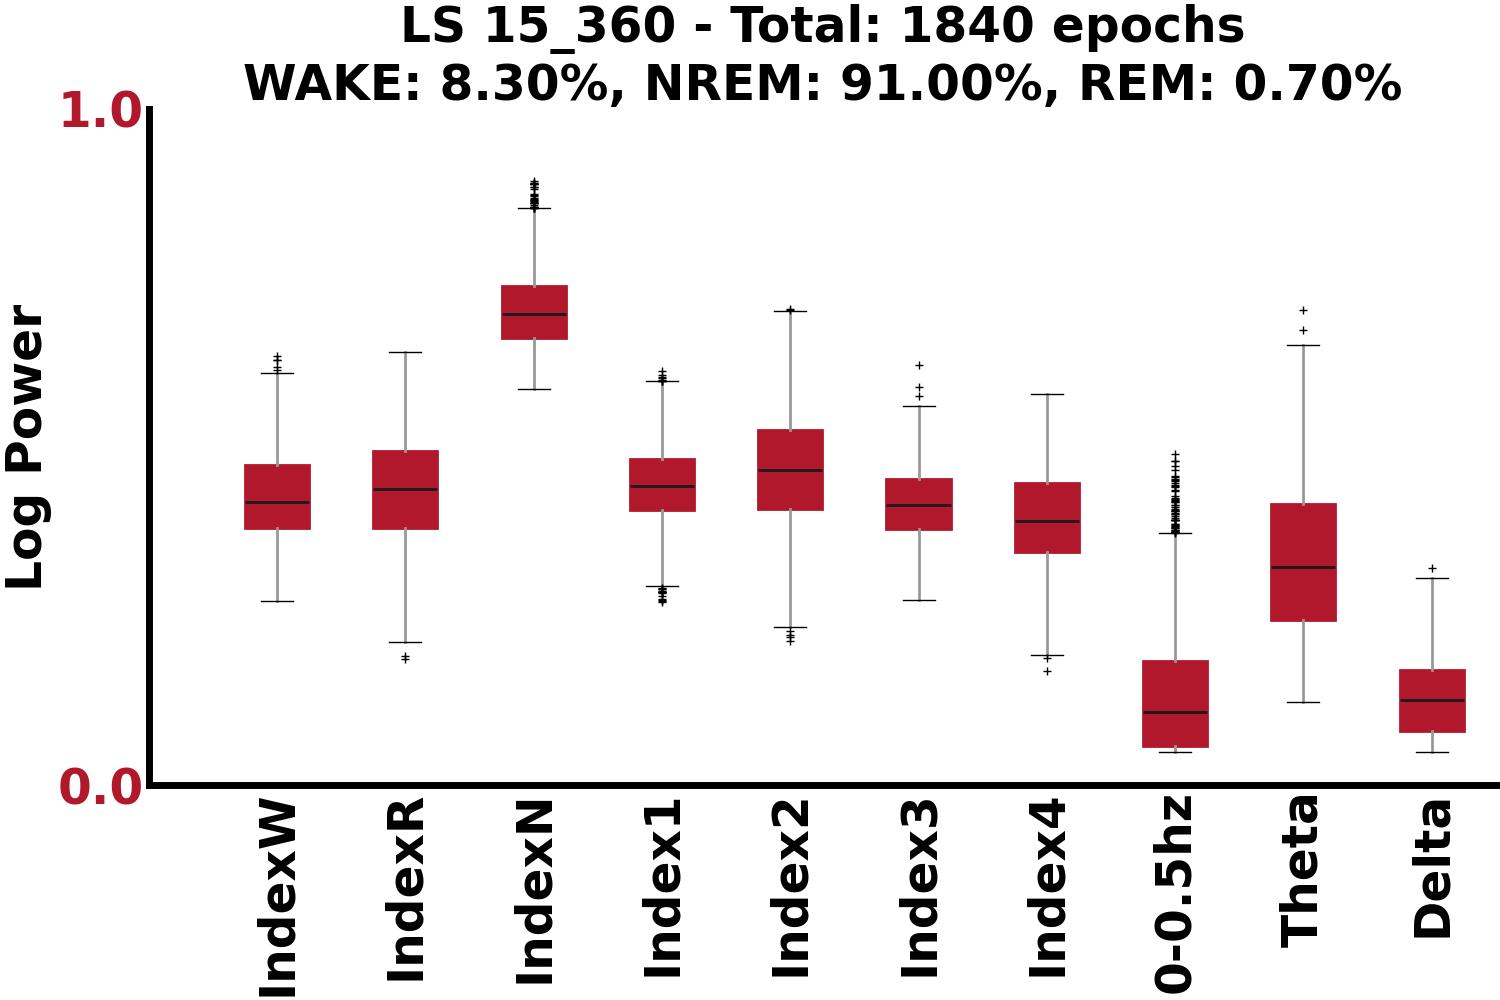 LS 15_360 - Total: 1840 epochs
WAKE: 8.30%, NREM: 91.00%, REM: 0.70%
1.0
Log Power
0.0
IndexW
IndexR
IndexN
Index1
Index2
Index3
Index4
0-0.5hz
Theta
Delta